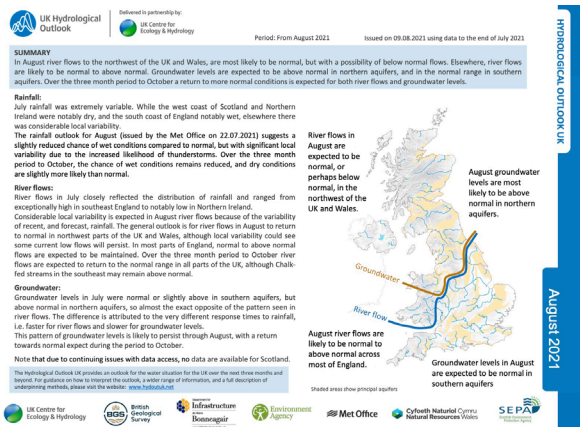 UK Hydrological
Outlook
Delivered in partnership by:
UK Centre for
Ecology & Hydrology
Period: From August 2021
Issued on 09.08.2021 using data to the end of July 2021
SUMMARY
In August river flows to the northwest of the UK and Wales, are most likely to be normal, but with a possibility of below normal flows. Elsewhere, river flows
are likely to be normal to above normal. Groundwater levels are expected to be above normal in northern aquifers, and in the normal range in southern
aquifers. Over the three month period to October a return to more normal conditions is expected for both river flows and groundwater levels.
Rainfall:
July rainfall was extremely variable. While the west coast of Scotland and Northern
Ireland were notably dry, and the south coast of England notably wet, elsewhere there
was considerable local variability.
The rainfall outlook for August (issued by the Met Office on 22.07.2021) suggests a
slightly reduced chance of wet conditions compared to normal, but with significant local
variability due to the increased likelihood of thunderstorms. Over the three month
period to October, the chance of wet conditions remains reduced, and dry conditions
are slightly more likely than normal.
River flows:
River flows in July closely reflected the distribution of rainfall and ranged from
exceptionally high in southeast England to notably low in Northern Ireland.
Considerable local variability is expected in August river flows because of the variability
of recent, and forecast, rainfall. The general outlook is for river flows in August to return
to normal in northwest parts of the UK and Wales, although local variability could see
some current low flows will persist. In most parts of England, normal to above normal
flows are expected to be maintained. Over the three month period to October river
flows are expected to return to the normal range in all parts of the UK, although Chalk-
fed streams in the southeast may remain above normal.
Groundwater:
Groundwater levels in July were normal or slightly above in southern aquifers, but
above normal in northern aquifers, so almost the exact opposite of the pattern seen in
river flows. The difference is attributed to the very different response times to rainfall,
i.e. faster for river flows and slower for groundwater levels.
This pattern of groundwater levels is likely to persist through August, with a return
towards normal expect during the period to October.
Note that due to continuing issues with data access, no data are available for Scotland.
The Hydrological Outlook UK provides an outlook for the water situation for the UK over the next three months and
beyond. For guidance on how to interpret the outlook, a wider range of information, and a full description of
underpinning methods, please visit the website: www.hydoutuk.net
River flows in
August are
expected to be
normal, or
perhaps below
normal, in the
northwest of the
UK and Wales.
August groundwater
levels are most
likely to be above
normal in northern
aquifers.
Groundwater
River flow
August river flows are
likely to be normal to
above normal across
most of England.
Groundwater levels in August
are expected to be normal in
southern aquifers
Shaded areas show principal aquifers
HYDROLOGICAL OUTLOOK UK
August 2021
UK Centre for
Ecology & Hydrology
BGS
British
Geological
Survey
Infrastructure
Bonneagair
Environment
Agency
Met Office
Cyfoeth Naturiol Cymru
Natural Resources Wales
SEPA